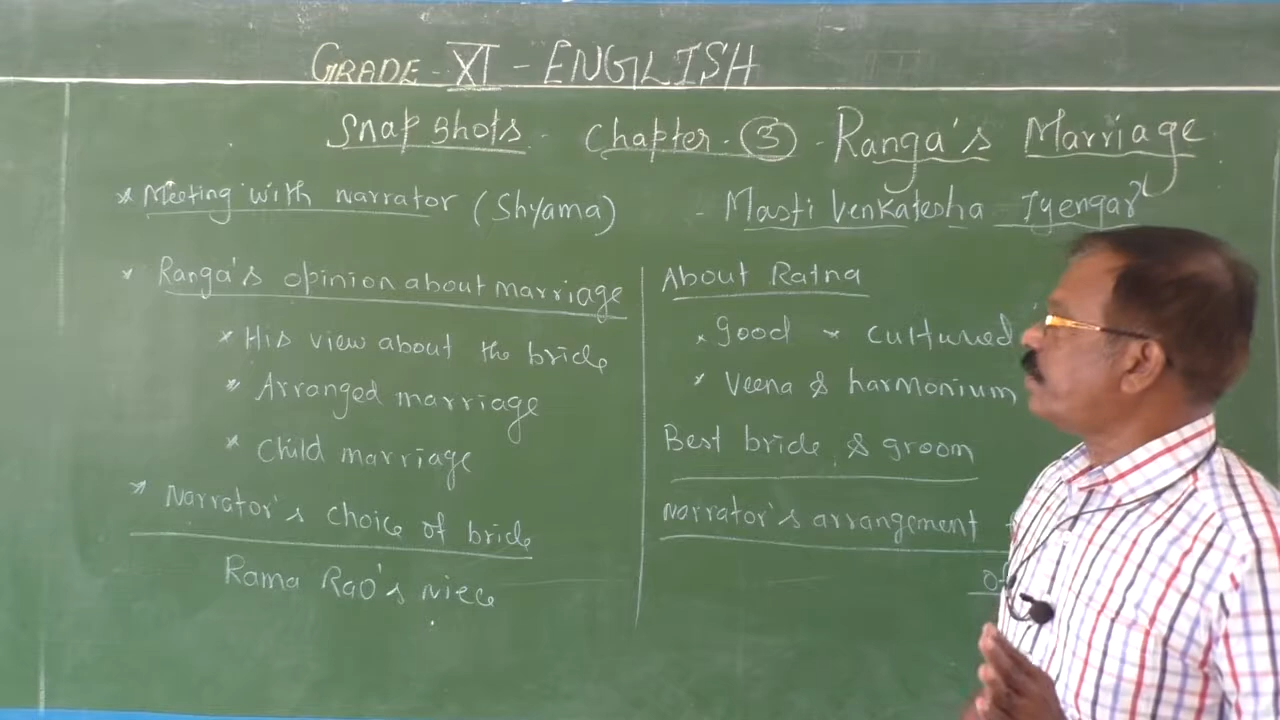 GRADE - XI - ENGLISH
Snapshots - Chapter - 3 - Ranga's Marriage
* Meeting with narrator (Shyama)
- Masti Venkatesha Iyengar
* Ranga's opinion about marriage
* His view about the bride
* Arranged marriage
* Child marriage
* Narrator's choice of bride
Rama Rao's niece
About Ratna
* Good * cultured
* Veena & harmonium
Best bride & groom
Narrator's arrangement